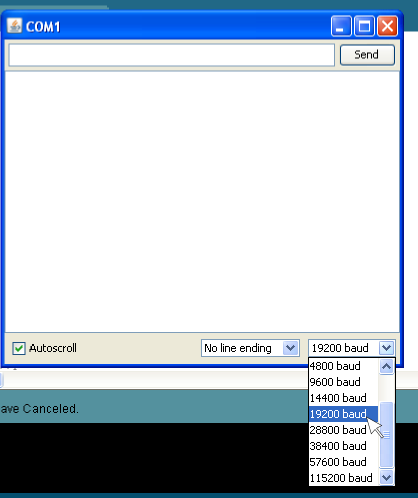 COM1
Send
Autoscroll
No line ending
19200 baud
4800 baud
9600 baud
14400 baud
19200 baud
28800 baud
38400 baud
57600 baud
115200 baud
ave Canceled.